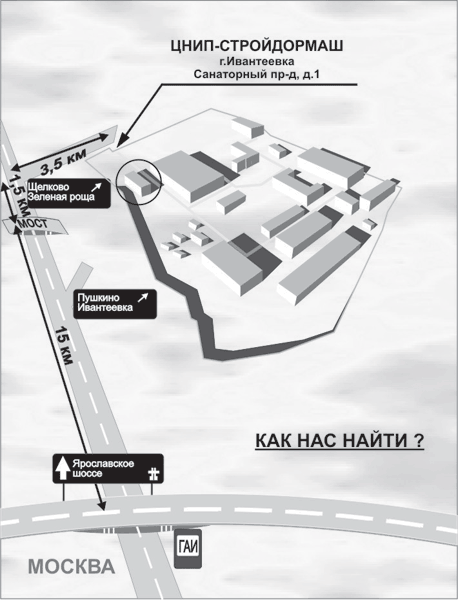 ЦНИП-СТРОЙДОРМАШ
г.Ивантеевка
Санаторный пр-д, д.1
3,5 км
1,5 км
Щелково
Зеленая роща
МОСТ
Пушкино
Ивантеевка
15 км
КАК НАС НАЙТИ ?
Ярославское
шоссе
ГАИ
МОСКВА